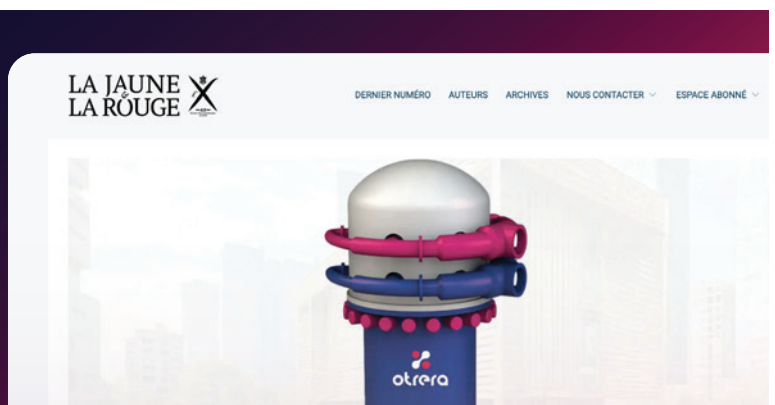 LA JAUNE
& LA ROUGE
DERNIER NUMÉRO AUTEURS ARCHIVES NOUS CONTACTER ESPACE ABONNÉ
otrera